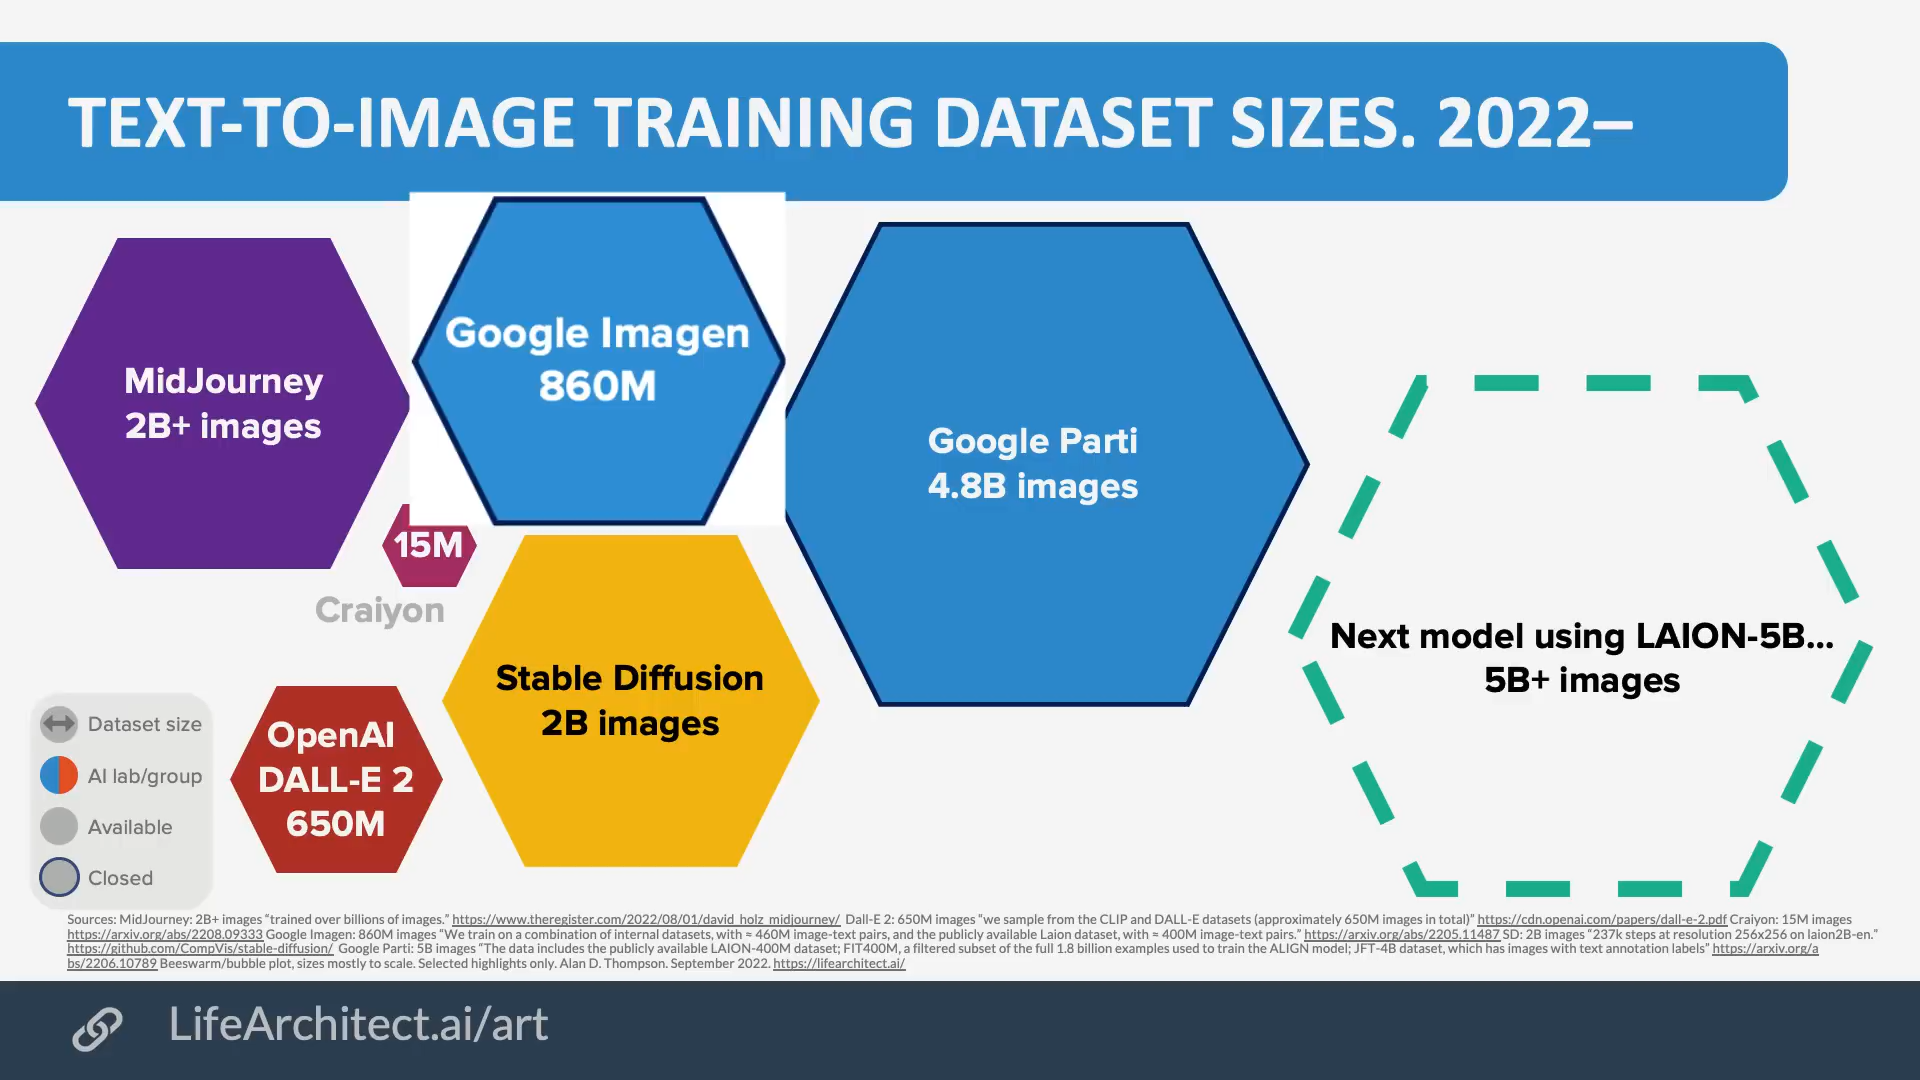 TEXT-TO-IMAGE TRAINING DATASET SIZES. 2022–
MidJourney
2B+ images
Google Imagen
860M
Google Parti
4.8B images
15M
Craiyon
Stable Diffusion
2B images
Next model using LAION-5B...
5B+ images
OpenAI
DALL-E 2
650M
Dataset size
AI lab/group
Available
Closed
Sources: MidJourney: 2B+ images “trained over billions of images.” https://www.theregister.com/2022/08/01/david_holz_midjourney/ Dall-E 2: 650M images “we sample from the CLIP and DALL-E datasets (approximately 650M images in total)” https://cdn.openai.com/papers/dall-e-2.pdf Craiyon: 15M images
https://arxiv.org/abs/2208.09333 Google Imagen: 860M images “We train on a combination of internal datasets, with ≈ 460M image-text pairs, and the publicly available Laion dataset, with ≈ 400M image-text pairs.” https://arxiv.org/abs/2205.11487 SD: 2B images “237k steps at resolution 256x256 on laion2B-en.”
https://github.com/CompVis/stable-diffusion/ Google Parti: 5B images “The data includes the publicly available LAION-400M dataset; FIT400M, a filtered subset of the full 1.8 billion examples used to train the ALIGN model; JFT-4B dataset, which has images with text annotation labels” https://arxiv.org/a
bs/2206.10789 Beeswarm/bubble plot, sizes mostly to scale. Selected highlights only. Alan D. Thompson. September 2022. https://lifearchitect.ai/
LifeArchitect.ai/art